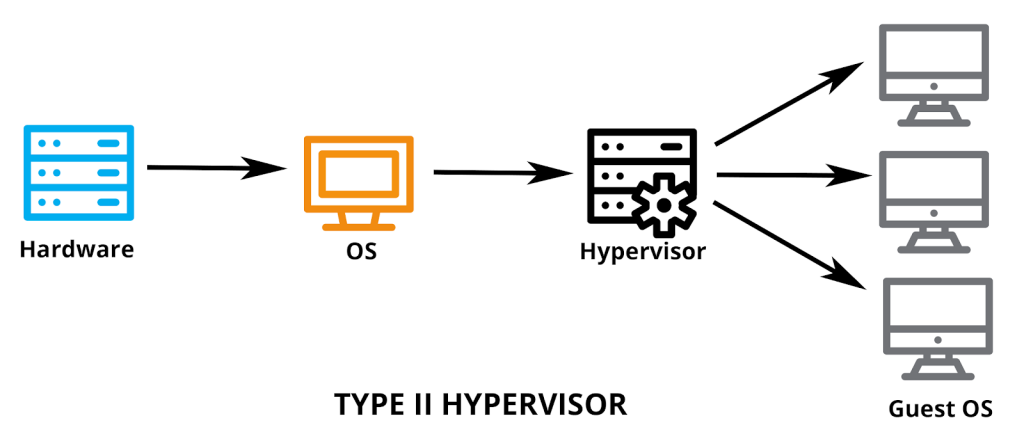 Hardware
OS
Hypervisor
Guest OS
TYPE II HYPERVISOR